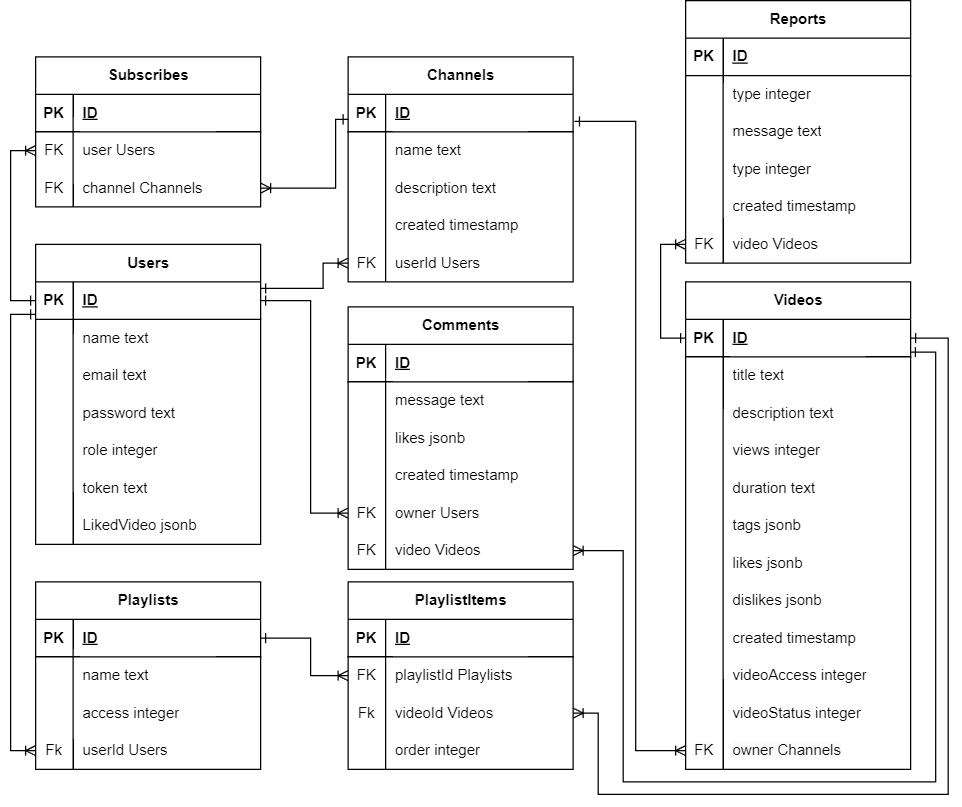 Subscribes
PK ID
FK user Users
FK channel Channels
Users
PK ID
name text
email text
password text
role integer
token text
LikedVideo jsonb
Playlists
PK ID
name text
access integer
Fk userId Users
Channels
PK ID
name text
description text
created timestamp
FK userId Users
Comments
PK ID
message text
likes jsonb
created timestamp
FK owner Users
FK video Videos
PlaylistItems
PK ID
FK playlistId Playlists
Fk videoId Videos
order integer
Reports
PK ID
type integer
message text
type integer
created timestamp
FK video Videos
Videos
PK ID
title text
description text
views integer
duration text
tags jsonb
likes jsonb
dislikes jsonb
created timestamp
videoAccess integer
videoStatus integer
FK owner Channels